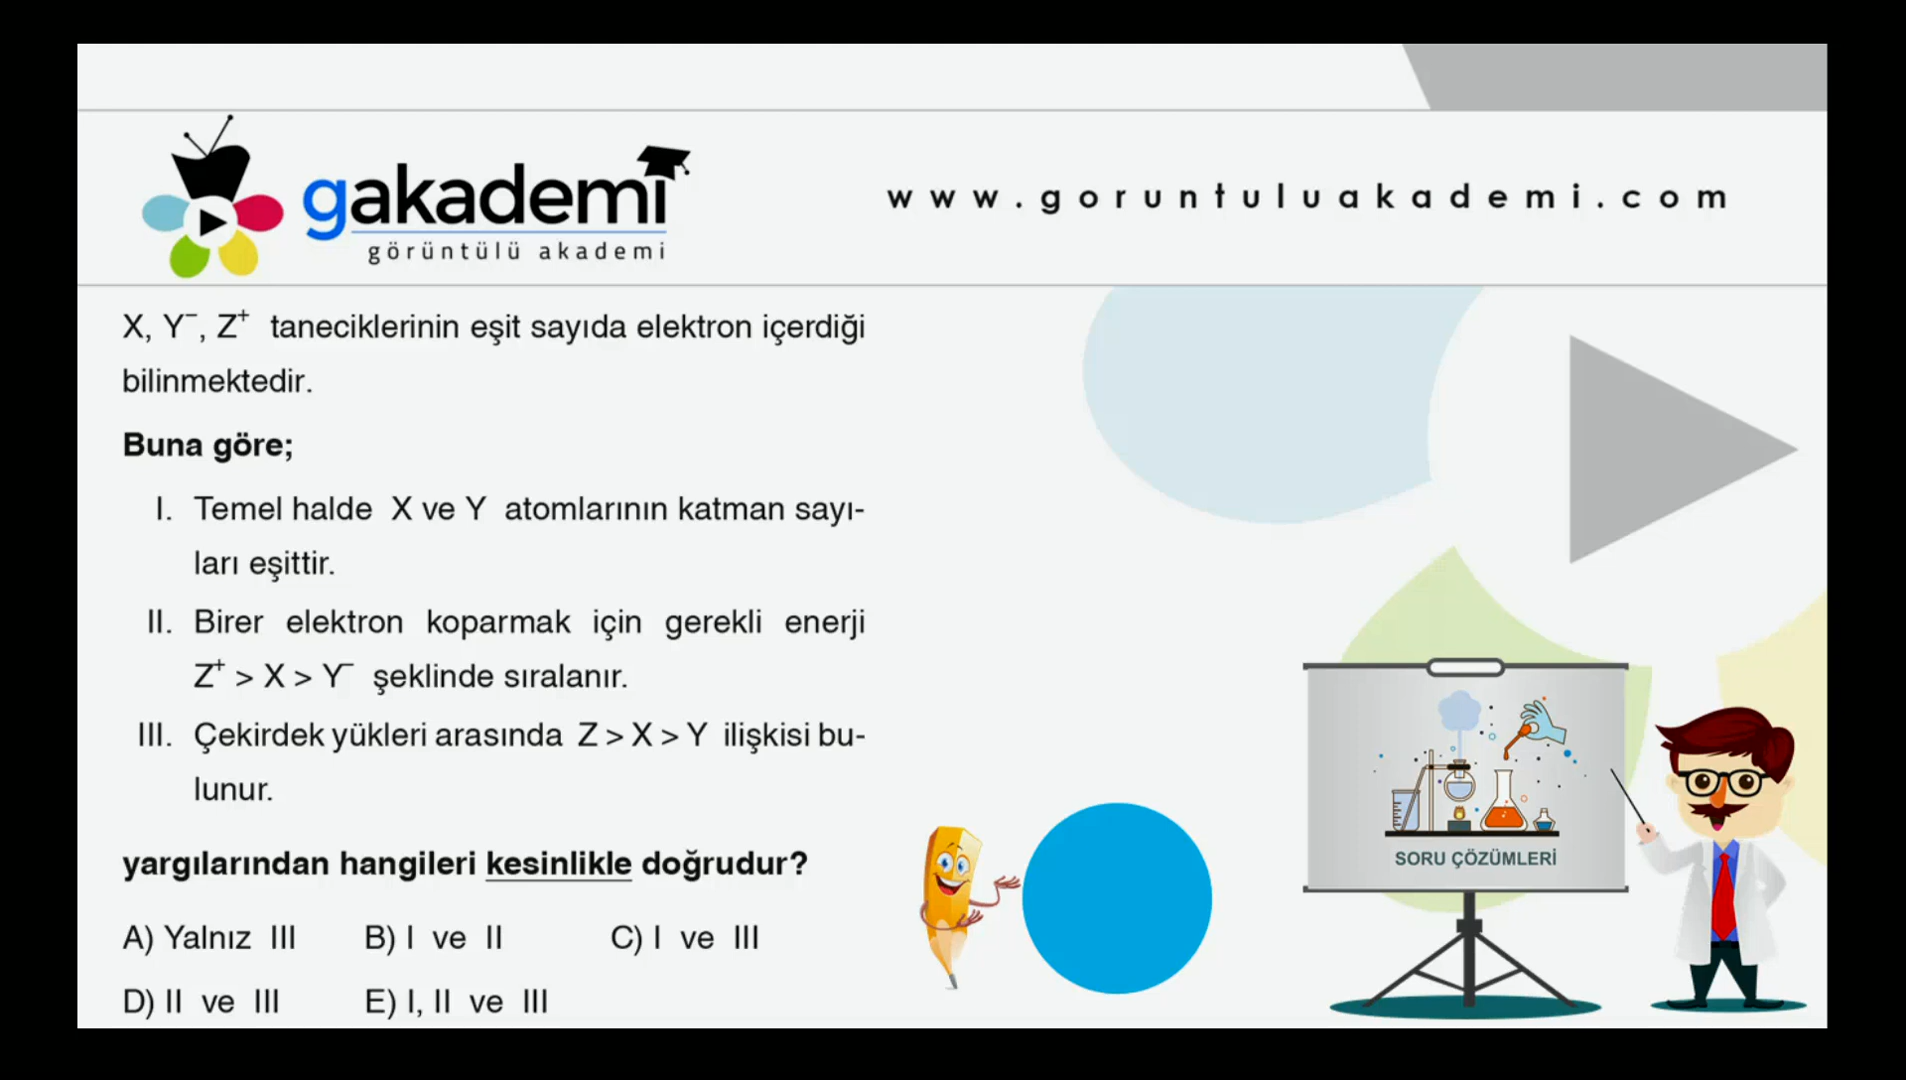 gakademi
görüntülü akademi
www.goruntuluakademi.com
X, Y⁻, Z⁺ taneciklerinin eşit sayıda elektron içerdiği
bilinmektedir.
Buna göre;
I. Temel halde X ve Y atomlarının katman sayı-
ları eşittir.
II. Birer elektron koparmak için gerekli enerji
Z⁺ > X > Y⁻ şeklinde sıralanır.
III. Çekirdek yükleri arasında Z > X > Y ilişkisi bu-
lunur.
yargılarından hangileri kesinlikle doğrudur?
A) Yalnız III B) I ve II C) I ve III
D) II ve III E) I, II ve III
SORU ÇÖZÜMLERİ